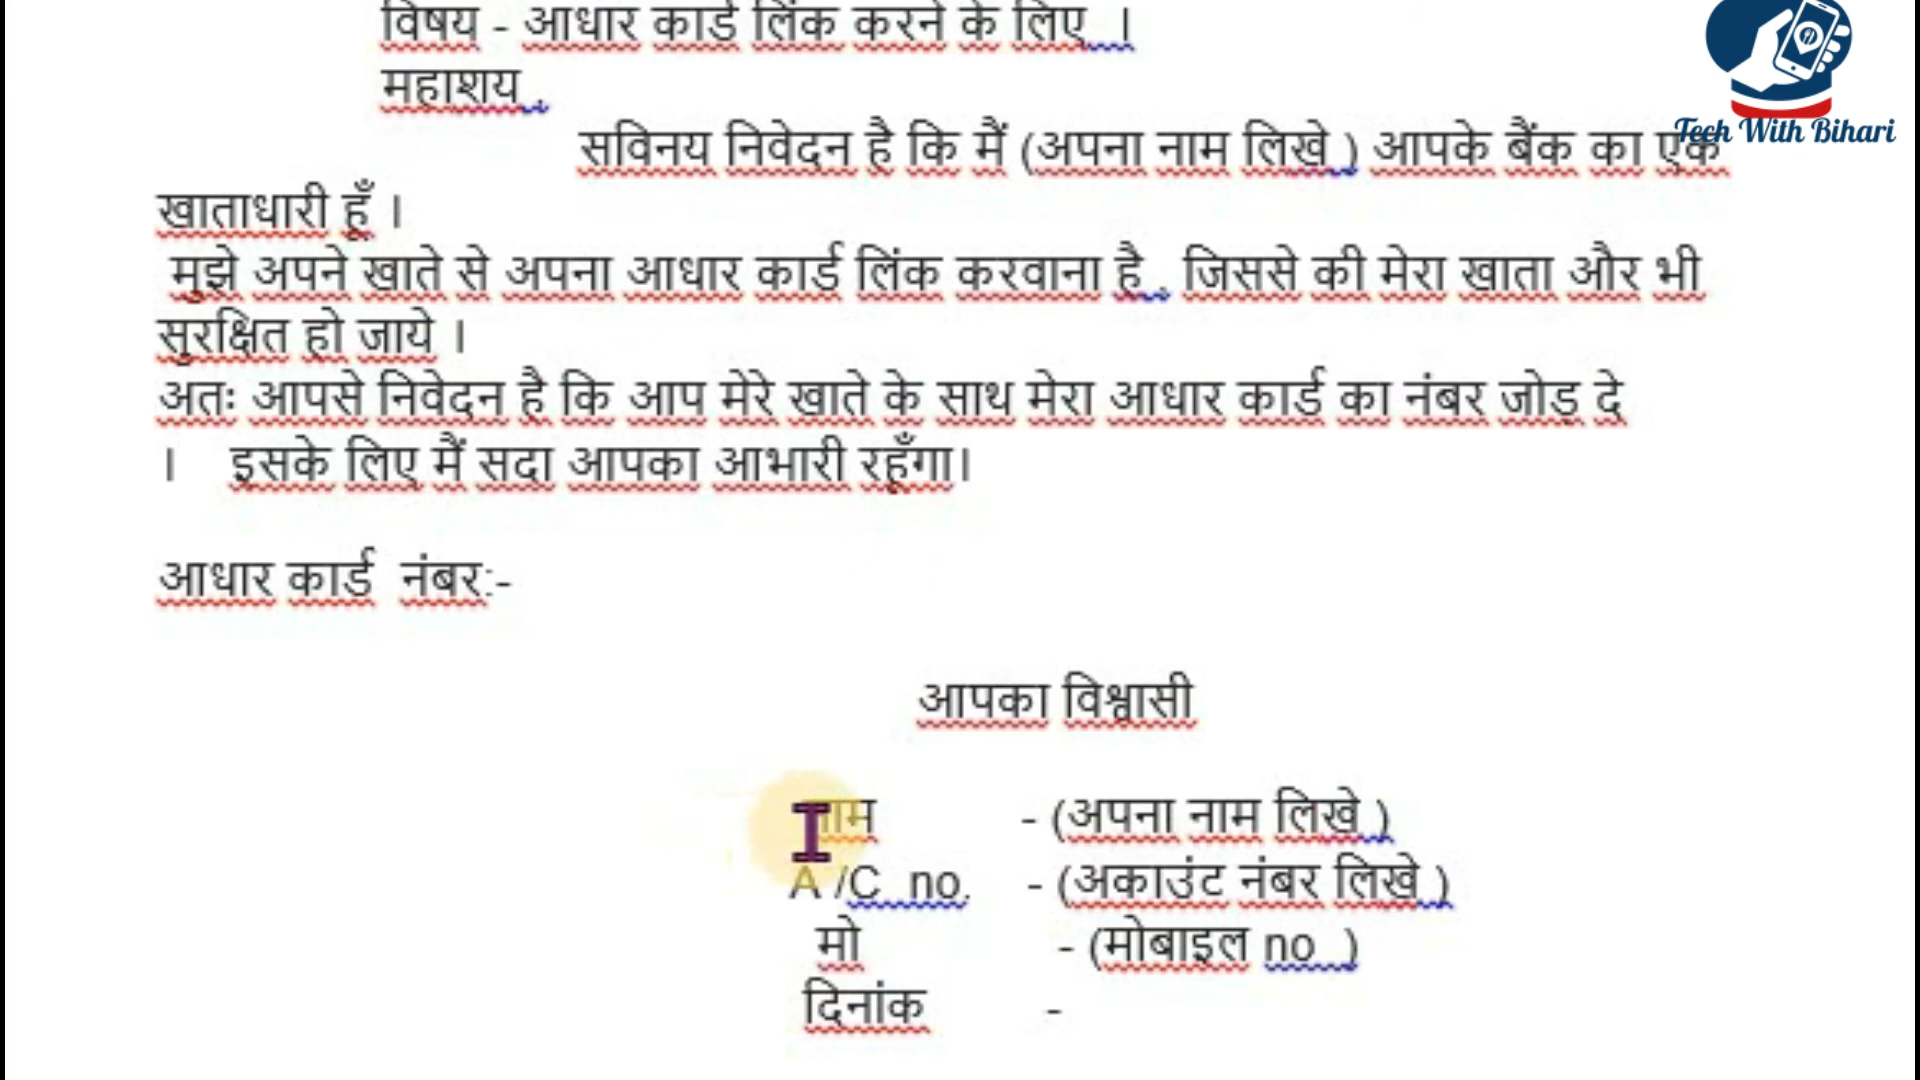 विषय - आधार कार्ड लिंक करने के लिए ।
महाशय ,
सविनय निवेदन है कि मैं (अपना नाम लिखे ) आपके बैंक का एक
खाताधारी हूँ ।
मुझे अपने खाते से अपना आधार कार्ड लिंक करवाना है , जिससे की मेरा खाता और भी
सुरक्षित हो जाये ।
अतः आपसे निवेदन है कि आप मेरे खाते के साथ मेरा आधार कार्ड का नंबर जोड़ दे
। इसके लिए मैं सदा आपका आभारी रहूँगा।
आधार कार्ड नंबर:-
आपका विश्वासी
नाम - (अपना नाम लिखे )
A /C no. - (अकाउंट नंबर लिखे )
मो - (मोबाइल no )
दिनांक -
Tech With Bihari